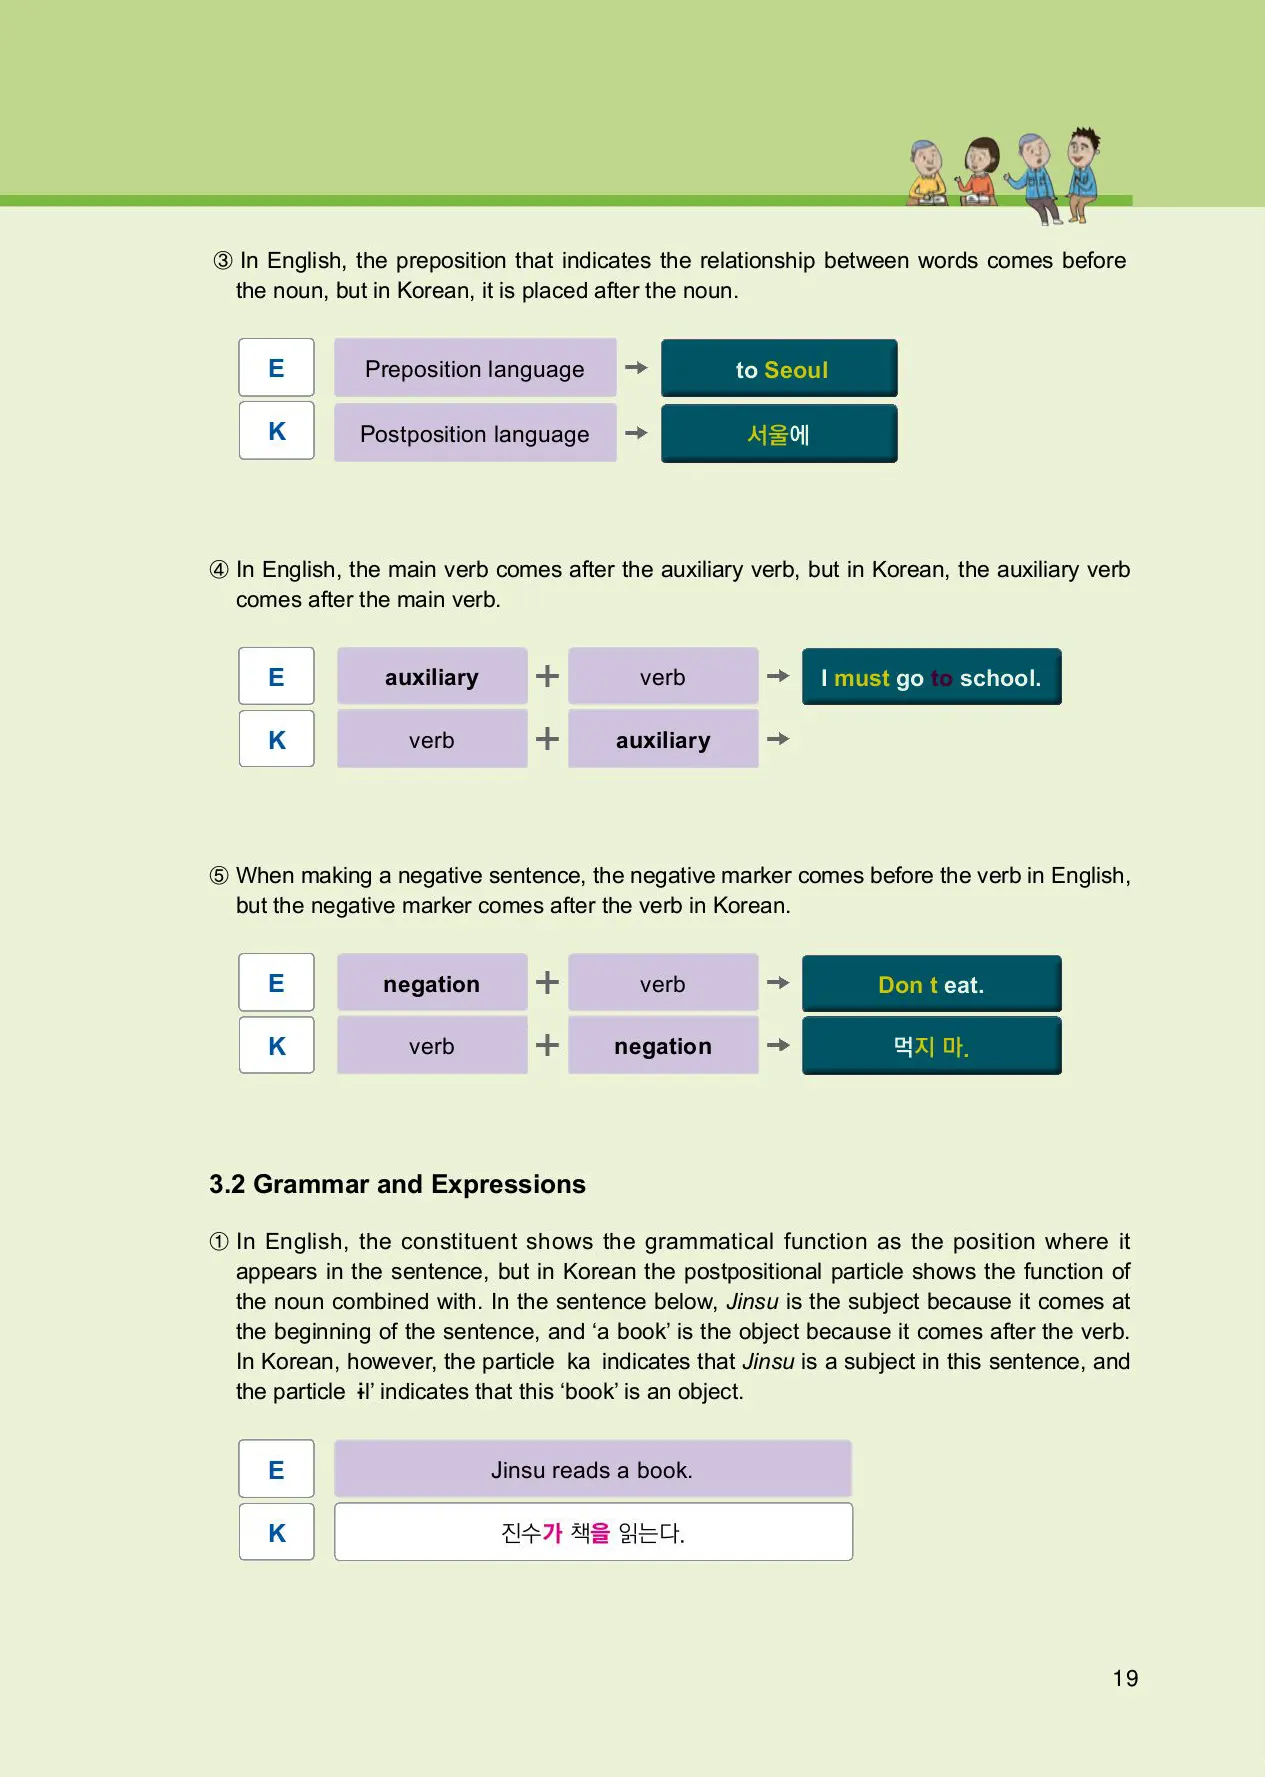 ③ In English, the preposition that indicates the relationship between words comes before
the noun, but in Korean, it is placed after the noun.
E Preposition language → to Seoul
K Postposition language → 서울에
④ In English, the main verb comes after the auxiliary verb, but in Korean, the auxiliary verb
comes after the main verb.
E auxiliary + verb → I must go to school.
K verb + auxiliary →
⑤ When making a negative sentence, the negative marker comes before the verb in English,
but the negative marker comes after the verb in Korean.
E negation + verb → Don t eat.
K verb + negation → 먹지 마.
3.2 Grammar and Expressions
① In English, the constituent shows the grammatical function as the position where it
appears in the sentence, but in Korean the postpositional particle shows the function of
the noun combined with. In the sentence below, Jinsu is the subject because it comes at
the beginning of the sentence, and ‘a book’ is the object because it comes after the verb.
In Korean, however, the particle ka indicates that Jinsu is a subject in this sentence, and
the particle ɨl’ indicates that this ‘book’ is an object.
E Jinsu reads a book.
K 진수가 책을 읽는다.
19